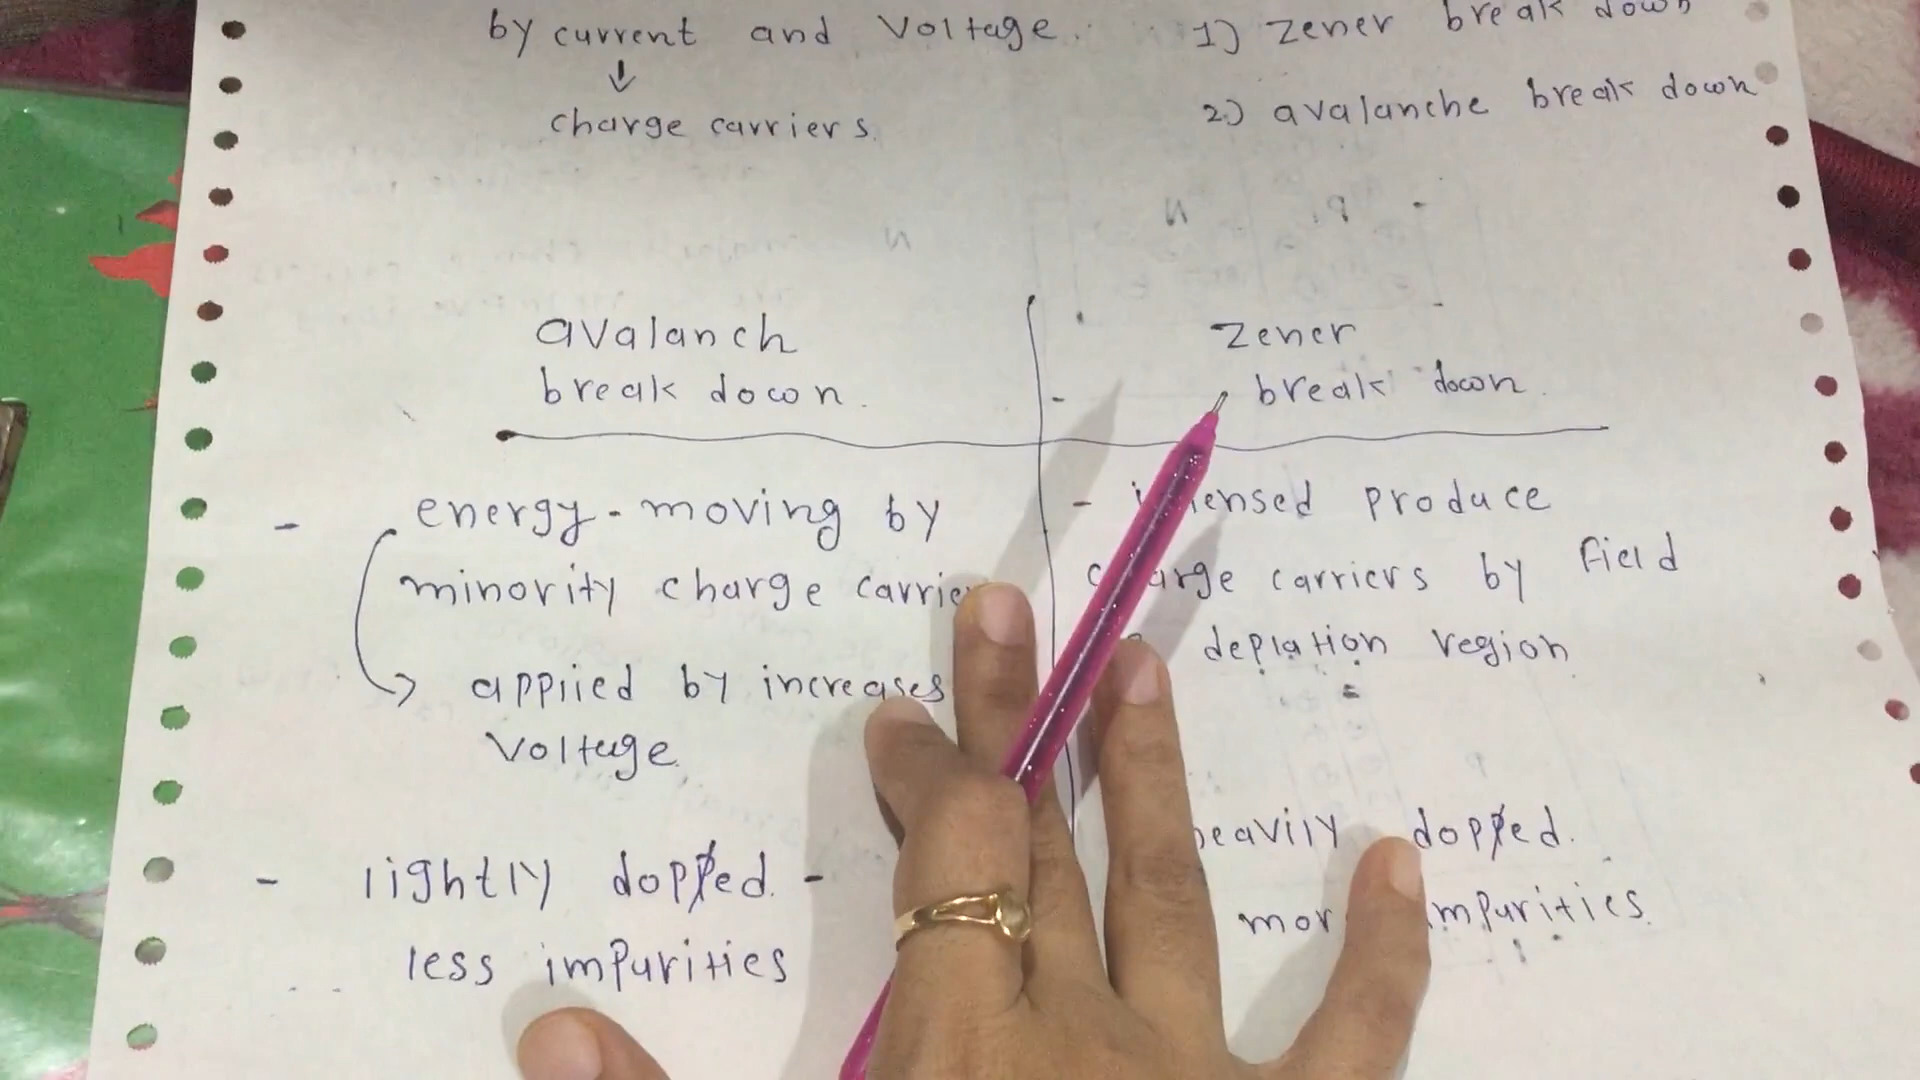 by current and Voltage.
↓
charge carriers.
1) zener break down
2) avalanche break down
avalanch
break down.
zener
break down.
- energy - moving by
minority charge
→ applied by increases
Voltage.
- produce
carriers by field
deplation region
- lightly dopped. -
less impurities
heavily dopped.
impurities.